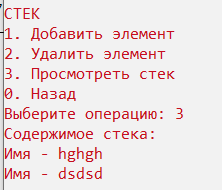 СТЕК
1. Добавить элемент
2. Удалить элемент
3. Просмотреть стек
0. Назад
Выберите операцию: 3
Содержимое стека:
Имя - hghgh
Имя - dsdsd